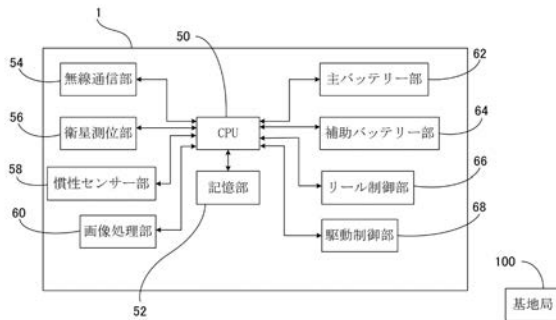 1
50
54
無線通信部
主バッテリー部
62
56
衛星測位部
CPU
補助バッテリー部
64
58
慣性センサー部
記憶部
リール制御部
66
60
画像処理部
駆動制御部
68
52
100
基地局